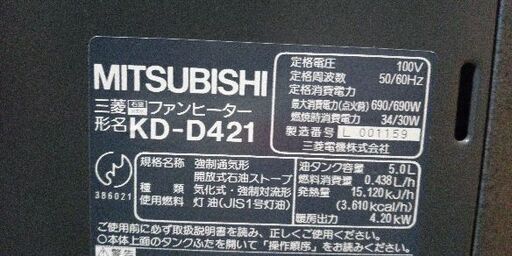 MITSUBISHI
三菱石油ファンヒーター
形名KD-D421
定格電圧 100V
定格周波数 50/60Hz
定格消費電力
最大消費電力(点火時) 690/690W
燃焼時消費電力 34/30W
製造番号 L 001159
三菱電機株式会社
386021
規格名 強制通気形
開放式石油ストーブ
種類 気化式・強制対流形
使用燃料 灯油(JIS1号灯油)
油タンク容量 5.0L
燃料消費量 0.438L/h
発熱量 15.120kJ/h
(3.610kcal/h)
暖房出力 4.20kW
ご使用前に必ず取扱説明書をお読みの上、正しくご使用ください。
○本体上面のタンクふたを開いて「操作順序」をお読みください。
警告